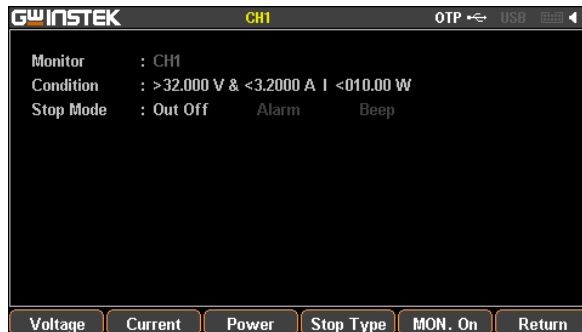 GWINSTEK CH1 OTP USB
Monitor : CH1
Condition : >32.000 V & <3.2000 A | <010.00 W
Stop Mode : Out Off Alarm Beep
Voltage Current Power Stop Type MON. On Return